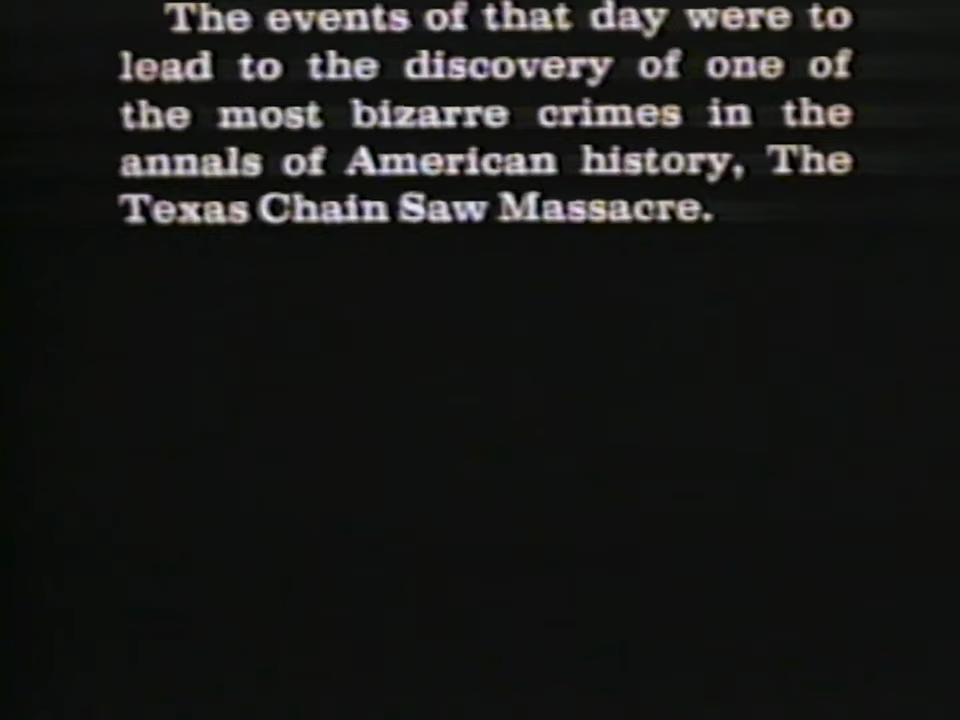 The events of that day were to
lead to the discovery of one of
the most bizarre crimes in the
annals of American history, The
Texas Chain Saw Massacre.